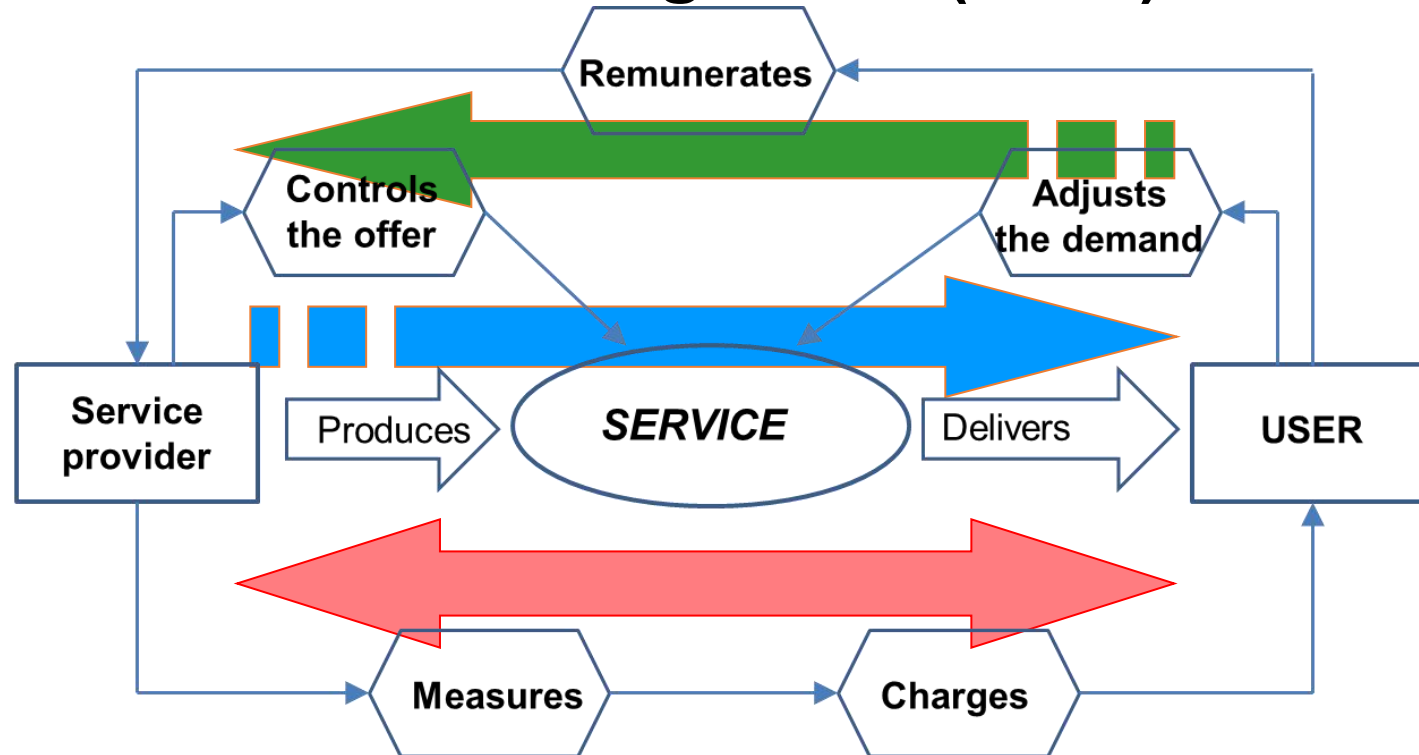 Remunerates
Controls
the offer
Adjusts
the demand
Service
provider
Produces
SERVICE
Delivers
USER
Measures
Charges